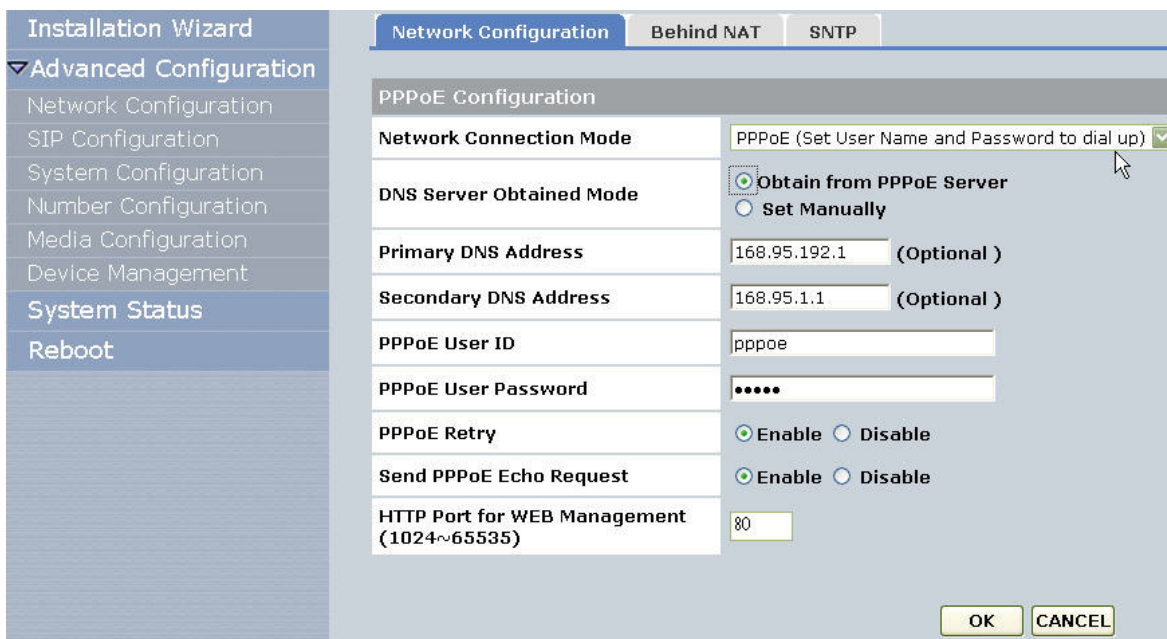 Installation Wizard
Advanced Configuration
Network Configuration
SIP Configuration
System Configuration
Number Configuration
Media Configuration
Device Management
System Status
Reboot
Network Configuration
Behind NAT
SNTP
PPPoE Configuration
Network Connection Mode
PPPoE (Set User Name and Password to dial up)
DNS Server Obtained Mode
Obtain from PPPoE Server
Set Manually
Primary DNS Address
168.95.192.1 (Optional )
Secondary DNS Address
168.95.1.1 (Optional )
PPPoE User ID
pppoe
PPPoE User Password
•••••
PPPoE Retry
Enable Disable
Send PPPoE Echo Request
Enable Disable
HTTP Port for WEB Management
(1024~65535)
80
OK CANCEL